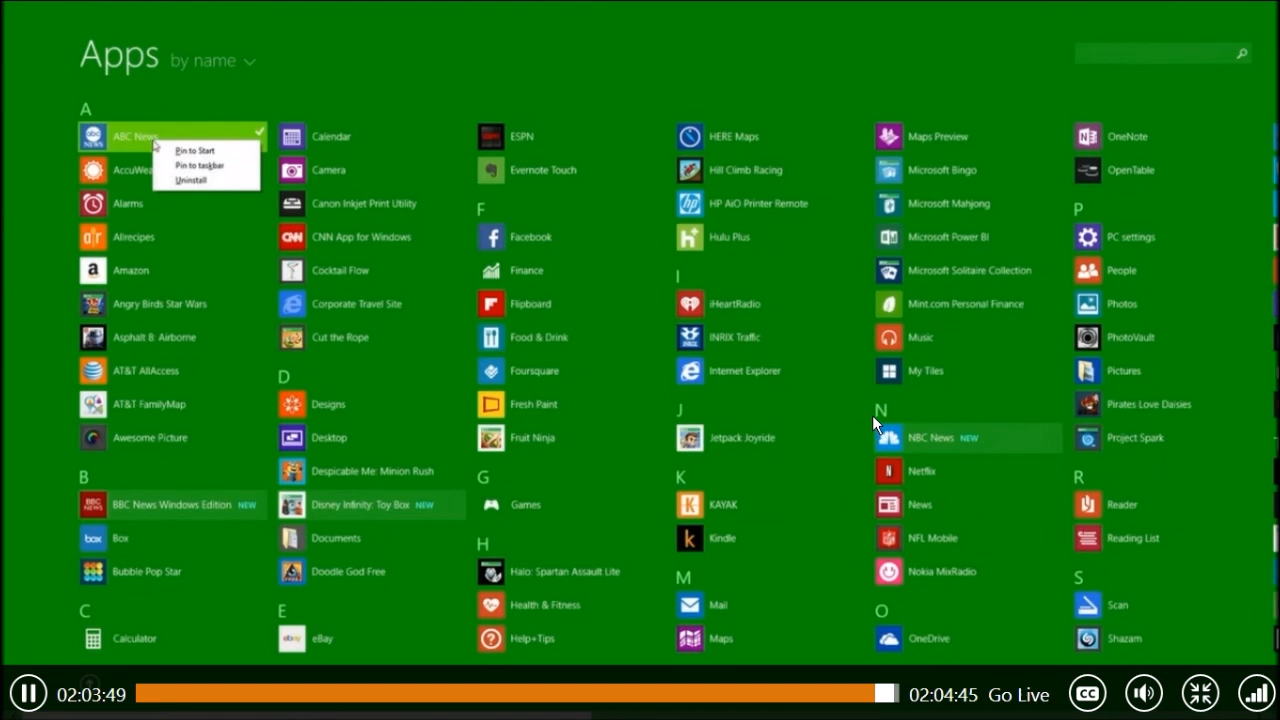 Apps by name
A
ABC News
Pin to Start
Pin to taskbar
Uninstall
AccuWea
Alarms
Allrecipes
Amazon
Angry Birds Star Wars
Asphalt 8: Airborne
AT&T AllAccess
AT&T FamilyMap
Awesome Picture
B
BBC News Windows Edition NEW
Box
Bubble Pop Star
C
Calculator
Calendar
Camera
Canon Inkjet Print Utility
CNN App for Windows
Cocktail Flow
Corporate Travel Site
Cut the Rope
D
Designs
Desktop
Despicable Me: Minion Rush
Disney Infinity: Toy Box NEW
Documents
Doodle God Free
E
eBay
ESPN
Evernote Touch
F
Facebook
Finance
Flipboard
Food & Drink
Foursquare
Fresh Paint
Fruit Ninja
G
Games
H
Halo: Spartan Assault Lite
Health & Fitness
Help+Tips
HERE Maps
Hill Climb Racing
HP AiO Printer Remote
Hulu Plus
I
iHeartRadio
INRIX Traffic
Internet Explorer
J
Jetpack Joyride
K
KAYAK
Kindle
M
Mail
Maps
Maps Preview
Microsoft Bingo
Microsoft Mahjong
Microsoft Power BI
Microsoft Solitaire Collection
Mint.com Personal Finance
Music
My Tiles
N
NBC News NEW
Netflix
News
NFL Mobile
Nokia MixRadio
O
OneDrive
OneNote
OpenTable
P
PC settings
People
Photos
PhotoVault
Pictures
Pirates Love Daisies
Project Spark
R
Reader
Reading List
S
Scan
Shazam
02:03:49
02:04:45 Go Live
CC